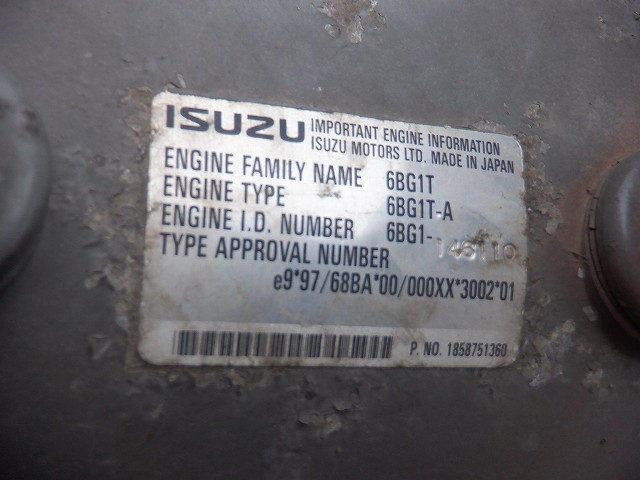 ISUZU IMPORTANT ENGINE INFORMATION
ISUZU MOTORS LTD. MADE IN JAPAN
ENGINE FAMILY NAME 6BG1T
ENGINE TYPE 6BG1T-A
ENGINE I.D. NUMBER 6BG1-
TYPE APPROVAL NUMBER
e9*97/68BA*00/000XX*3002*01
P. NO. 1858751360